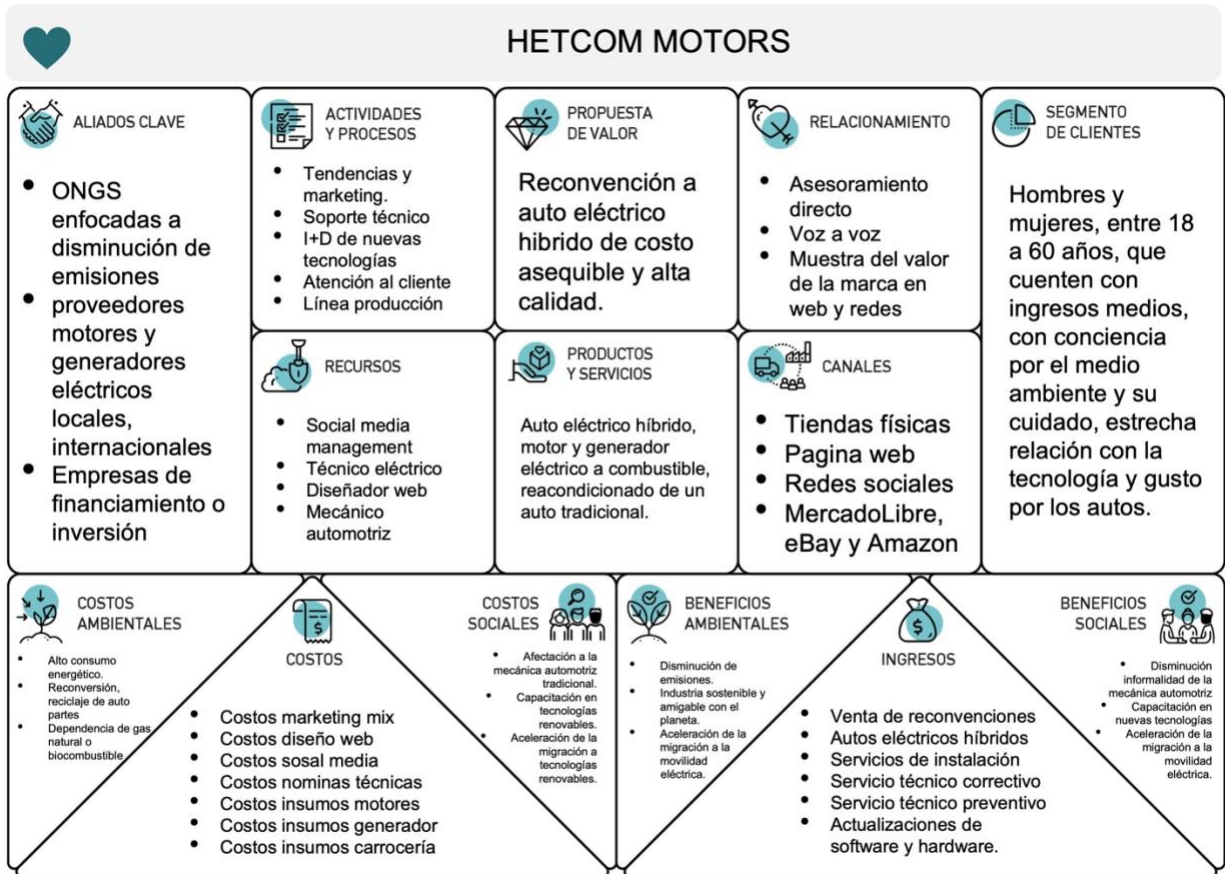 HETCOM MOTORS
ALIADOS CLAVE
• ONGS
enfocadas a
disminución de
emisiones
• proveedores
motores y
generadores
eléctricos
locales,
internacionales
• Empresas de
financiamiento o
inversión
ACTIVIDADES
Y PROCESOS
• Tendencias y
marketing.
• Soporte técnico
• I+D de nuevas
tecnologías
• Atención al cliente
• Línea producción
RECURSOS
• Social media
management
• Técnico eléctrico
• Diseñador web
• Mecánico
automotriz
PROPUESTA
DE VALOR
Reconvención a
auto eléctrico
hibrido de costo
asequible y alta
calidad.
PRODUCTOS
Y SERVICIOS
Auto eléctrico híbrido,
motor y generador
eléctrico a combustible,
reacondicionado de un
auto tradicional.
RELACIONAMIENTO
• Asesoramiento
directo
• Voz a voz
• Muestra del valor
de la marca en
web y redes
CANALES
• Tiendas físicas
• Pagina web
• Redes sociales
• MercadoLibre,
eBay y Amazon
SEGMENTO
DE CLIENTES
Hombres y
mujeres, entre 18
a 60 años, que
cuenten con
ingresos medios,
con conciencia
por el medio
ambiente y su
cuidado, estrecha
relación con la
tecnología y gusto
por los autos.
COSTOS
AMBIENTALES
• Alto consumo
energético.
• Reconversión,
reciclaje de auto
partes
• Dependencia de gas
natural o
biocombustible
$
COSTOS
• Costos marketing mix
• Costos diseño web
• Costos sosal media
• Costos nominas técnicas
• Costos insumos motores
• Costos insumos generador
• Costos insumos carrocería
COSTOS
SOCIALES
• Afectación a la
mecánica automotriz
tradicional.
• Capacitación en
tecnologías
renovables.
• Aceleración de la
migración a
tecnologías
renovables.
BENEFICIOS
AMBIENTALES
• Disminución de
emisiones.
• Industria sostenible y
amigable con el
planeta.
• Aceleración de la
migración a la
movilidad
eléctrica.
$
INGRESOS
• Venta de reconvenciones
• Autos eléctricos híbridos
• Servicios de instalación
• Servicio técnico correctivo
• Servicio técnico preventivo
• Actualizaciones de
software y hardware.
BENEFICIOS
SOCIALES
• Disminución
informalidad de la
mecánica automotriz
• Capacitación en
nuevas tecnologías
• Aceleración de la
migración a la
movilidad
eléctrica.